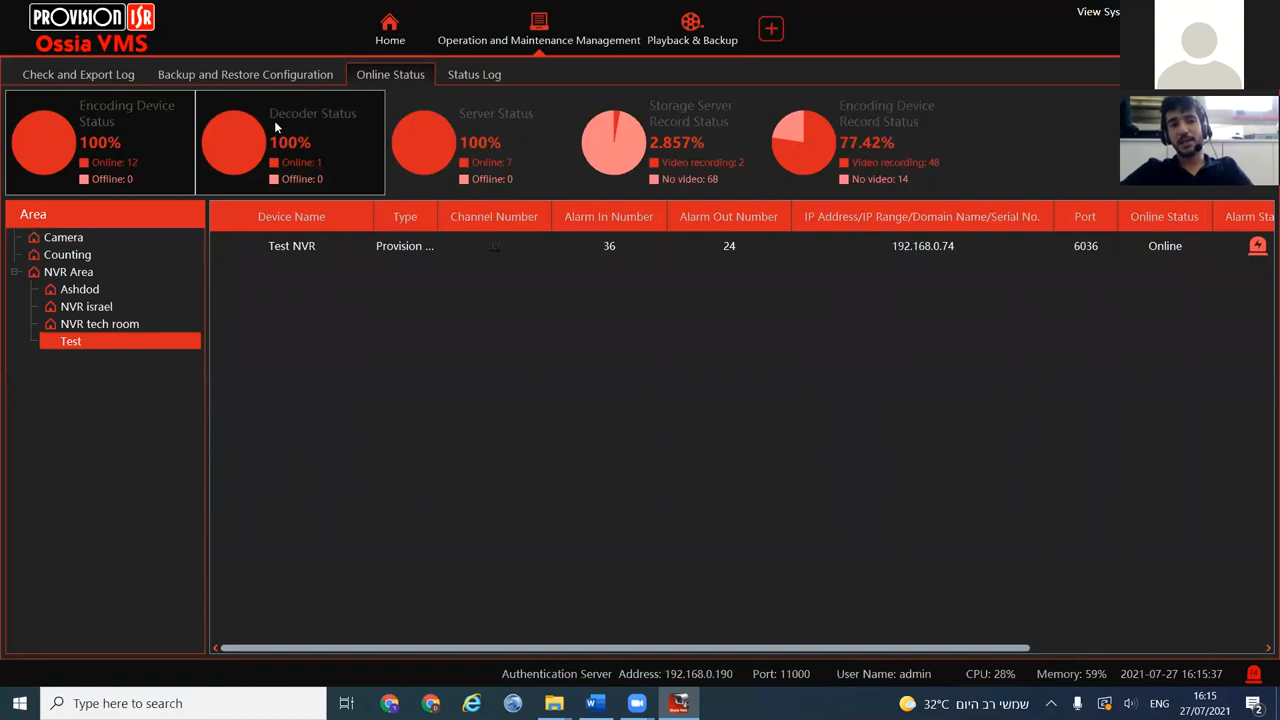 PROVISION ISR
Ossia VMS
Home
Operation and Maintenance Management
Playback & Backup
View Sys
Check and Export Log
Backup and Restore Configuration
Online Status
Status Log
Encoding Device
Status
100%
Online: 12
Offline: 0
Decoder Status
100%
Online: 1
Offline: 0
Server Status
100%
Online: 7
Offline: 0
Storage Server
Record Status
2.857%
Video recording: 2
No video: 68
Encoding Device
Record Status
77.42%
Video recording: 48
No video: 14
Area
Camera
Counting
NVR Area
Ashdod
NVR israel
NVR tech room
Test
Device Name Type Channel Number Alarm In Number Alarm Out Number IP Address/IP Range/Domain Name/Serial No. Port Online Status Alarm Sta
Test NVR Provision ... 36 24 192.168.0.74 6036 Online
Authentication Server Address: 192.168.0.190 Port: 11000 User Name: admin CPU: 28% Memory: 59% 2021-07-27 16:15:37
Type here to search
32°C שמשי רב היום
ENG
16:15
27/07/2021
2